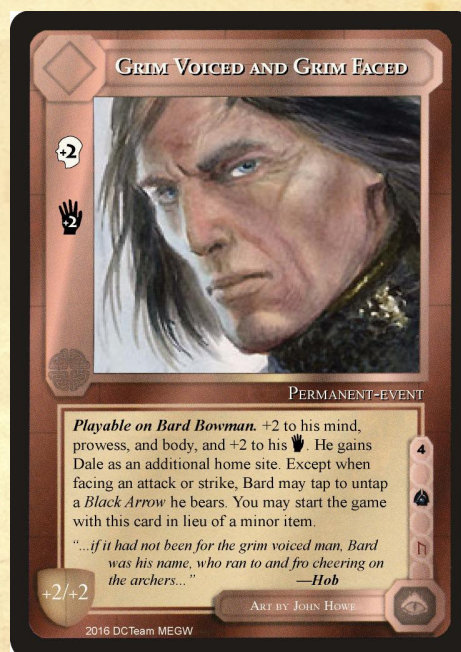 GRIM VOICED AND GRIM FACED
+2
+2
PERMANENT-EVENT
Playable on Bard Bowman. +2 to his mind,
prowess, and body, and +2 to his
. He gains
Dale as an additional home site. Except when
facing an attack or strike, Bard may tap to untap
a Black Arrow he bears. You may start the game
with this card in lieu of a minor item.
“...if it had not been for the grim voiced man, Bard
was his name, who ran to and fro cheering on
the archers...” —Hob
4
ᚢ
+2/+2
ART BY JOHN HOWE
2016 DCTeam MEGW